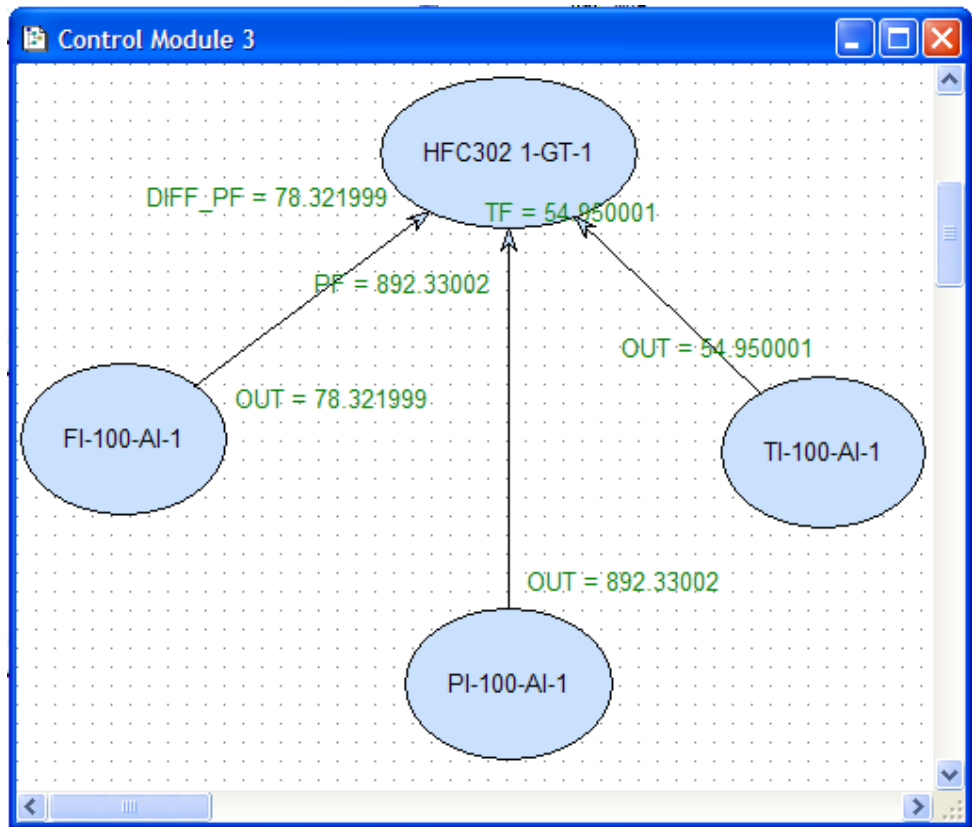 Control Module 3
HFC302 1-GT-1
DIFF_PF = 78.321999
TF = 54.950001
PF = 892.33002
OUT = 54.950001
OUT = 78.321999
FI-100-AI-1
TI-100-AI-1
OUT = 892.33002
PI-100-AI-1